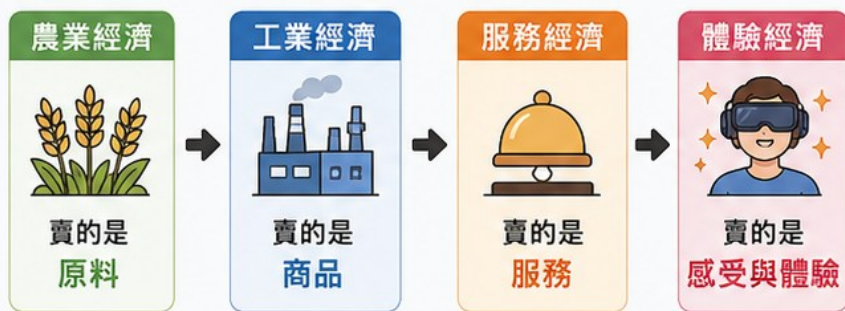 農業經濟
賣的是
原料
工業經濟
賣的是
商品
服務經濟
賣的是
服務
體驗經濟
賣的是
感受與體驗